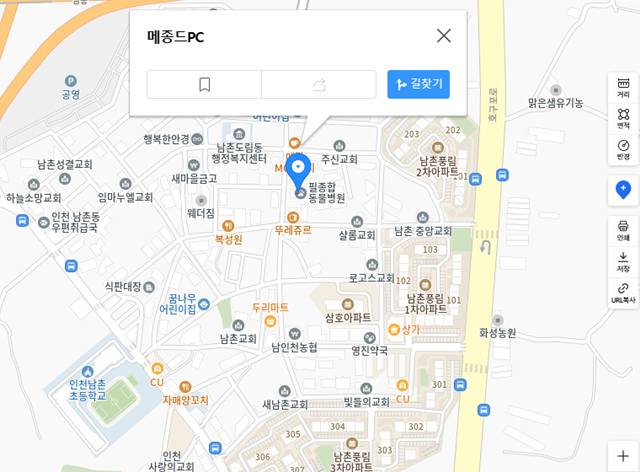 메종드PC
길찾기
공영
어린이집
행복한안경
남촌도림동
행정복지센터
주신교회
203
202
맑은샘유기농
호구포로
남촌성결교회
새마을금고
남촌풍림
2차아파트
201
하늘소망교회
임마누엘교회
필종합
동물병원
웨더짐
인천 남촌동
우편취급국
복성원
뚜레쥬르
샬롬교회
남촌 중앙교회
103
로고스교회
102
101
식판대장
꿈나무
어린이집
두리마트
삼호아파트
남촌풍림
1차아파트
남촌교회
남인천농협
영진약국
상가
화성농원
인천남촌
초등학교
CU
자매양꼬치
새남촌교회
빛들의교회
CU
301
인천
사랑의교회
305
304
306
302
303
남촌풍림
3차아파트
거리
면적
반경
인쇄
저장
URL복사